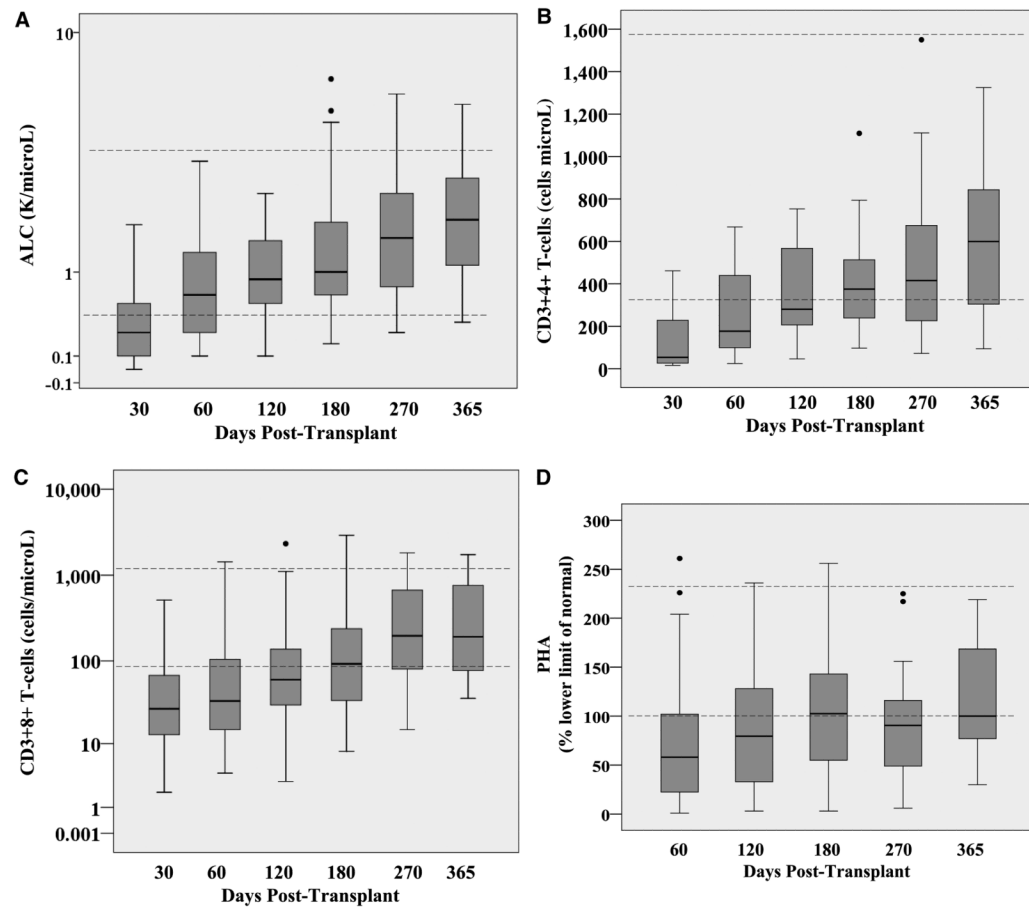 A
10
1
0.1
-0.1
ALC (K/microL)
30 60 120 180 270 365
Days Post-Transplant
B
1,600
1,400
1,200
1,000
800
600
400
200
0
CD3+4+ T-cells (cells microL)
30 60 120 180 270 365
Days Post-Transplant
C
10,000
1,000
100
10
1
0.001
CD3+8+ T-cells (cells/microL)
30 60 120 180 270 365
Days Post-Transplant
D
300
250
200
150
100
50
0
PHA
(% lower limit of normal)
60 120 180 270 365
Days Post-Transplant